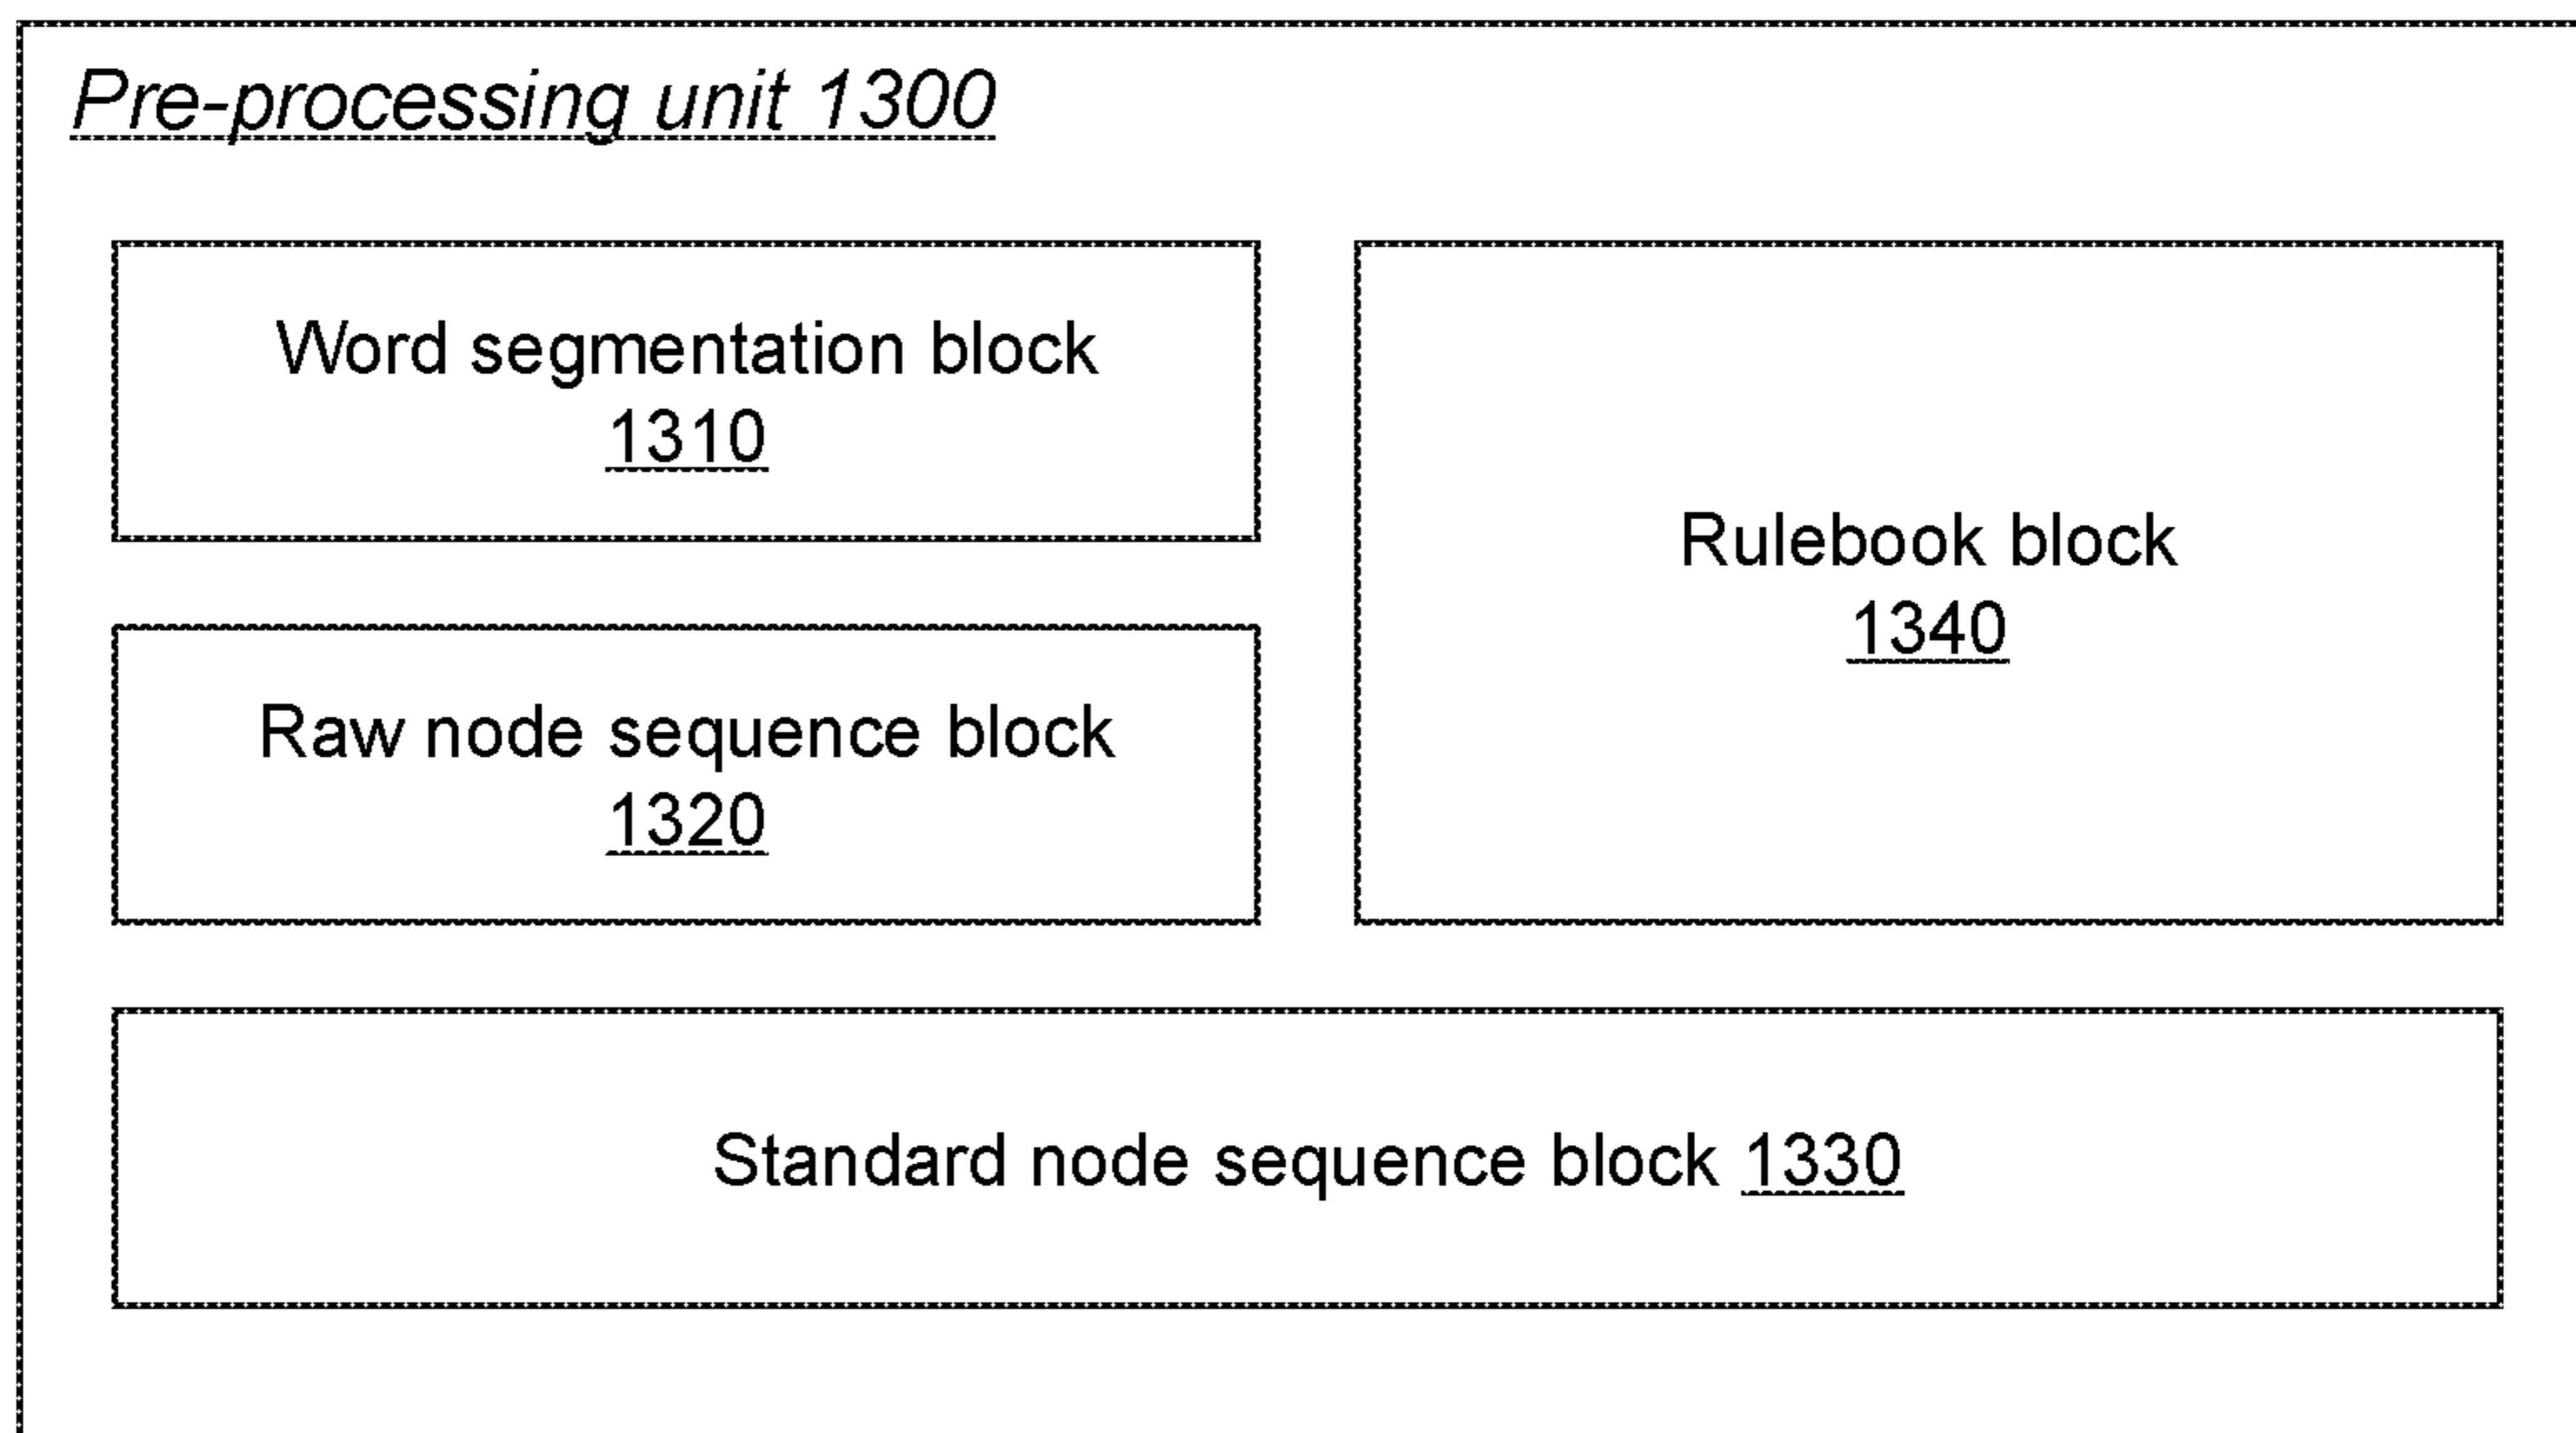 Pre-processing unit 1300
Word segmentation block
1310
Raw node sequence block
1320
Rulebook block
1340
Standard node sequence block 1330